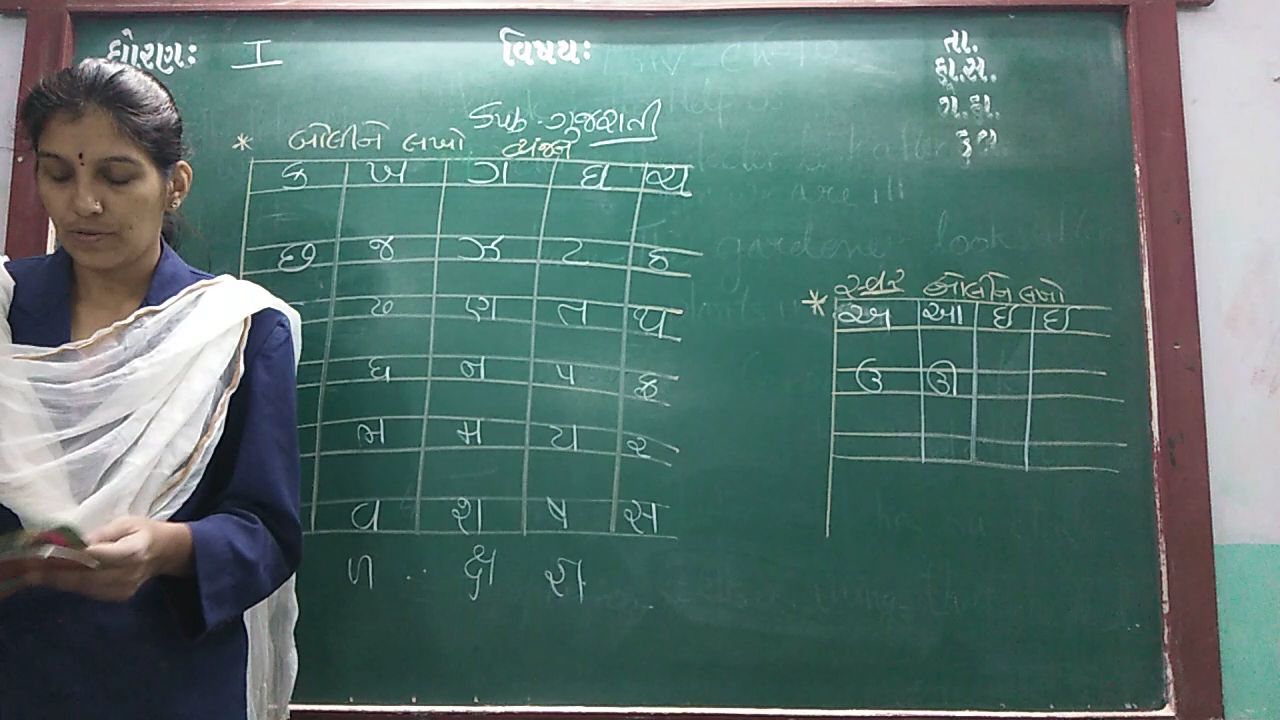 ધોરણઃ I વિષયઃ તા.
હા.સ.
ગે.હા.
કુલ
Sub-ગુજરાતી
* બોલીને લખો વ્યંજન
ક ખ ગ ઘ ચ
છ જ ઝ ટ ઠ
ઢ ણ ત થ
ધ ન પ ફ
ભ મ ય ર
વ શ ષ સ
ળ ક્ષ જ્ઞ
* સ્વર બોલીને લખો
અ આ ઇ ઈ
ઉ ઊ